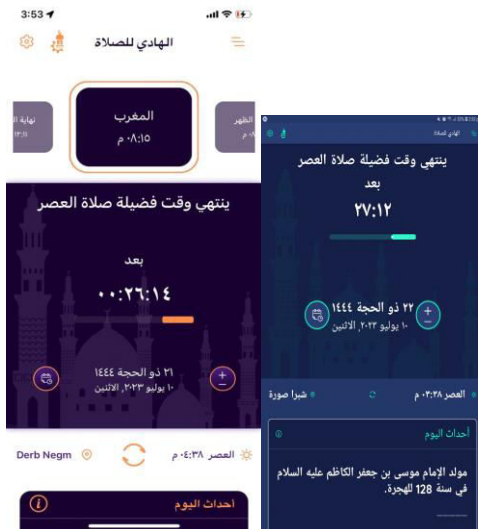 3:53
الهادي للصلاة
الظهر
المغرب
٠٨:١٥ م
نهاية
ينتهي وقت فضيلة صلاة العصر
بعد
٠٠:٢٦:١٤
٢١ ذو الحجة ١٤٤٤
١٠ يوليو ٢٠٢٣, الاثنين
العصر ٠٤:٣٨ م
Derb Negm
احداث اليوم
الهادي للصلاة
ينتهي وقت فضيلة صلاة العصر
بعد
٢٧:١٢
٢٢ ذو الحجة ١٤٤٤
١٠ يوليو ٢٠٢٣, الاثنين
العصر ٠٣:٣٨ م
شبرا صورة
أحداث اليوم
مولد الإمام موسى بن جعفر الكاظم عليه السلام
في سنة 128 للهجرة.